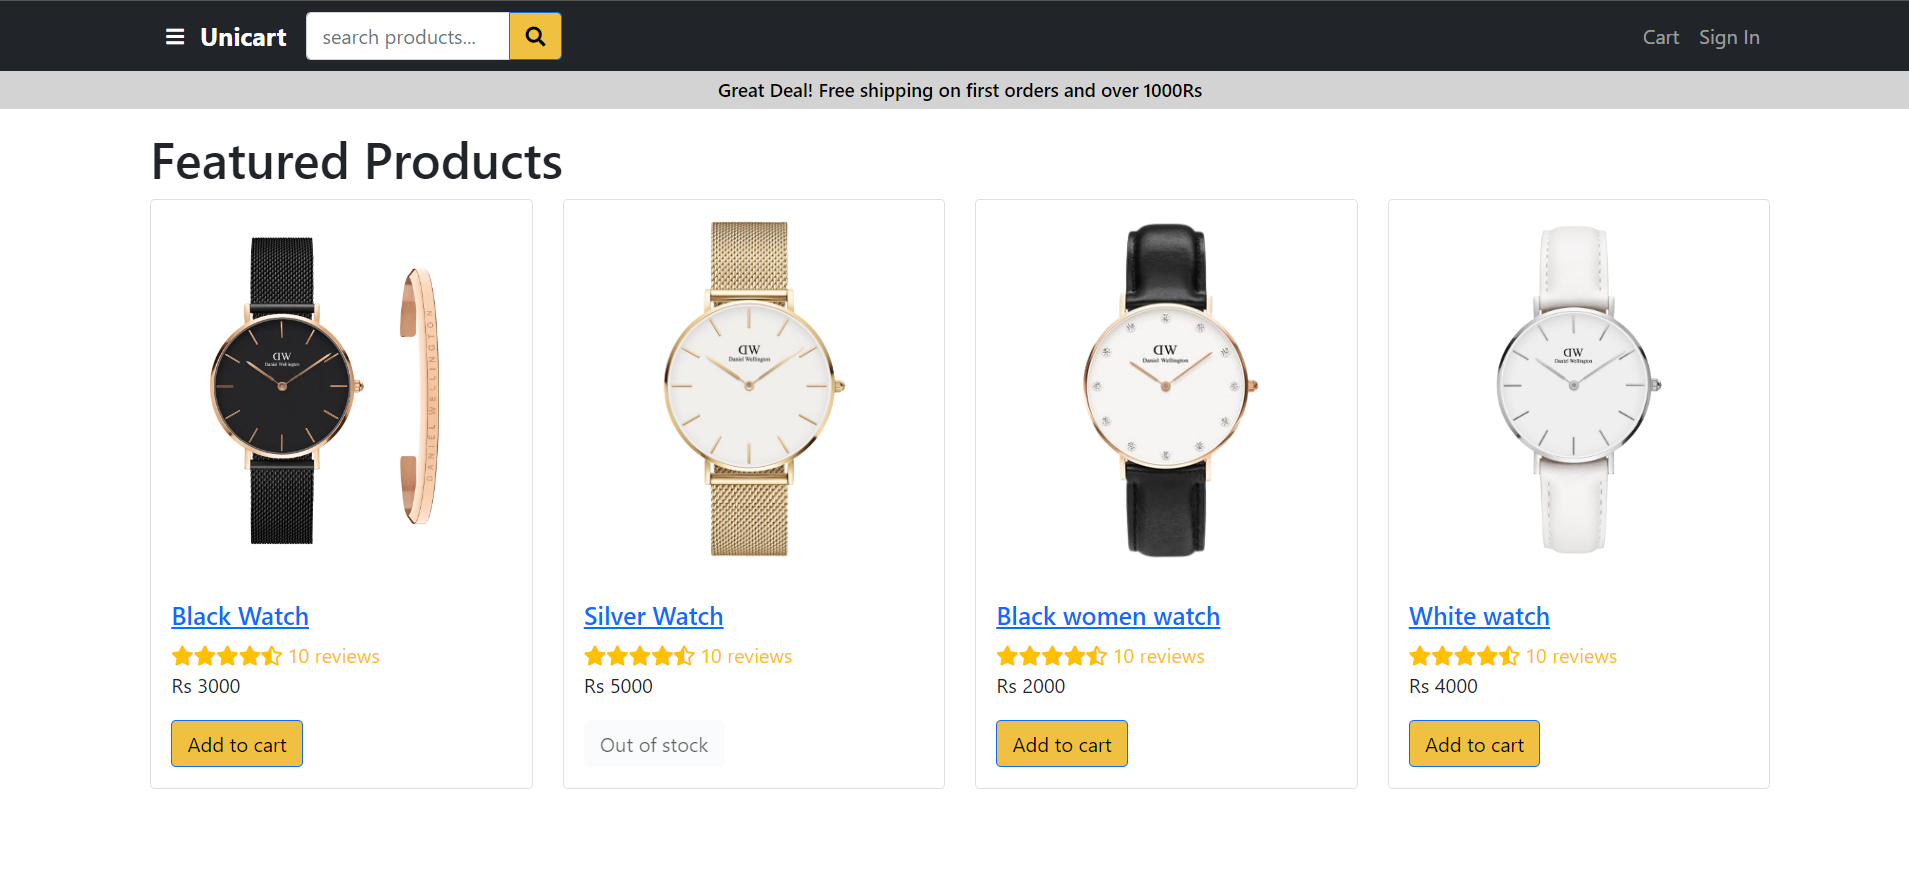 Unicart
search products...
Cart
Sign In
Great Deal! Free shipping on first orders and over 1000Rs
Featured Products
DW
Daniel Wellington
DANIEL WELLINGTON
DW
Daniel Wellington
DW
Daniel Wellington
DW
Daniel Wellington
Black Watch
10 reviews
Rs 3000
Add to cart
Silver Watch
10 reviews
Rs 5000
Out of stock
Black women watch
10 reviews
Rs 2000
Add to cart
White watch
10 reviews
Rs 4000
Add to cart